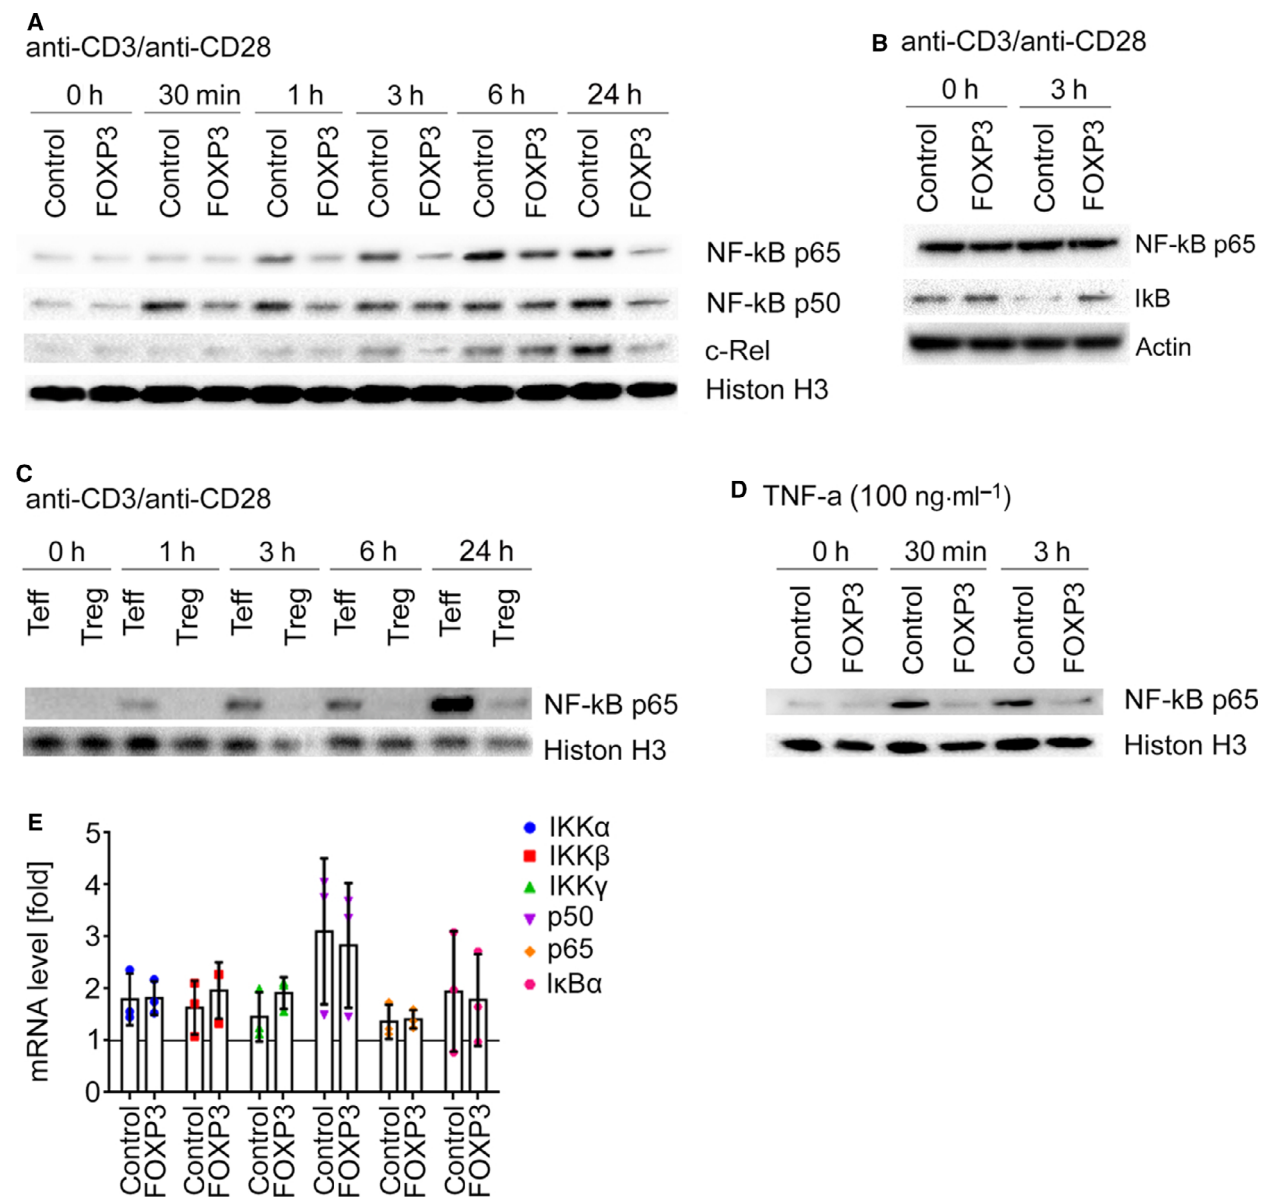 A
anti-CD3/anti-CD28
0 h 30 min 1 h 3 h 6 h 24 h
Control FOXP3 Control FOXP3 Control FOXP3 Control FOXP3 Control FOXP3 Control FOXP3
NF-kB p65
NF-kB p50
c-Rel
Histon H3
B anti-CD3/anti-CD28
0 h 3 h
Control FOXP3 Control FOXP3
NF-kB p65
IkB
Actin
C
anti-CD3/anti-CD28
0 h 1 h 3 h 6 h 24 h
Teff Treg Teff Treg Teff Treg Teff Treg Teff Treg
NF-kB p65
Histon H3
D TNF-a (100 ng·ml⁻¹)
0 h 30 min 3 h
Control FOXP3 Control FOXP3 Control FOXP3
NF-kB p65
Histon H3
E
mRNA level [fold]
5
4
3
2
1
0
Control FOXP3 Control FOXP3 Control FOXP3 Control FOXP3 Control FOXP3 Control FOXP3
IKKα
IKKβ
IKKγ
p50
p65
IκBα